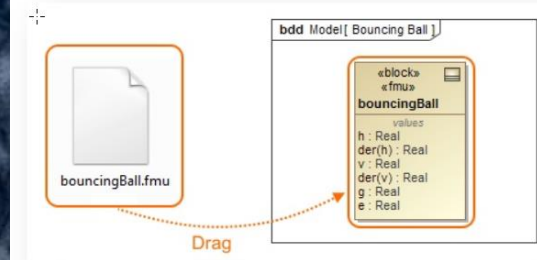 bdd Model[ Bouncing Ball ]
«block»
«fmu»
bouncingBall
values
h : Real
der(h) : Real
v : Real
der(v) : Real
g : Real
e : Real
bouncingBall.fmu
Drag